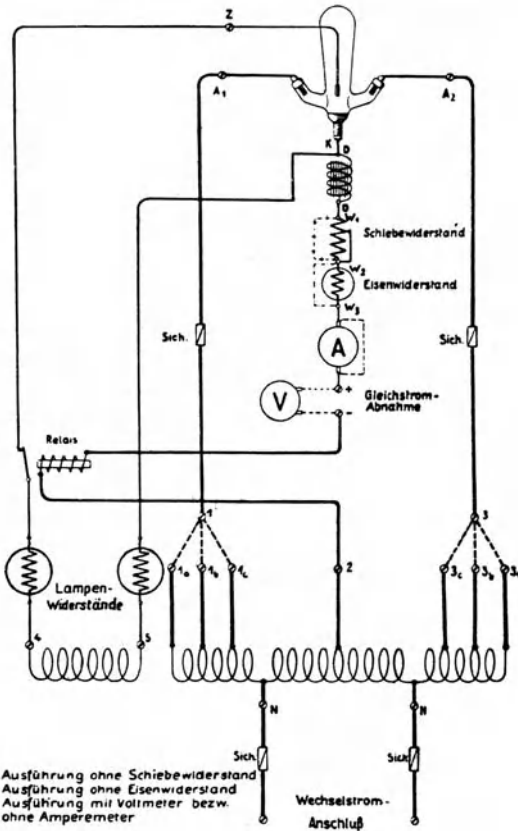 Z
A1
A2
K
D
D
W1
Schiebewiderstand
W2
Eisenwiderstand
W3
Sich.
Sich.
A
V
+
Gleichstrom-
Abnahme
-
Relais
1
3
1a
1b
1c
2
3c
3b
Lampen-
Widerstände
4
5
N
N
Sich.
Sich.
Ausführung ohne Schiebewiderstand
Ausführung ohne Eisenwiderstand
Ausführung mit Voltmeter bezw.
ohne Amperemeter
Wechselstrom-
Anschluß